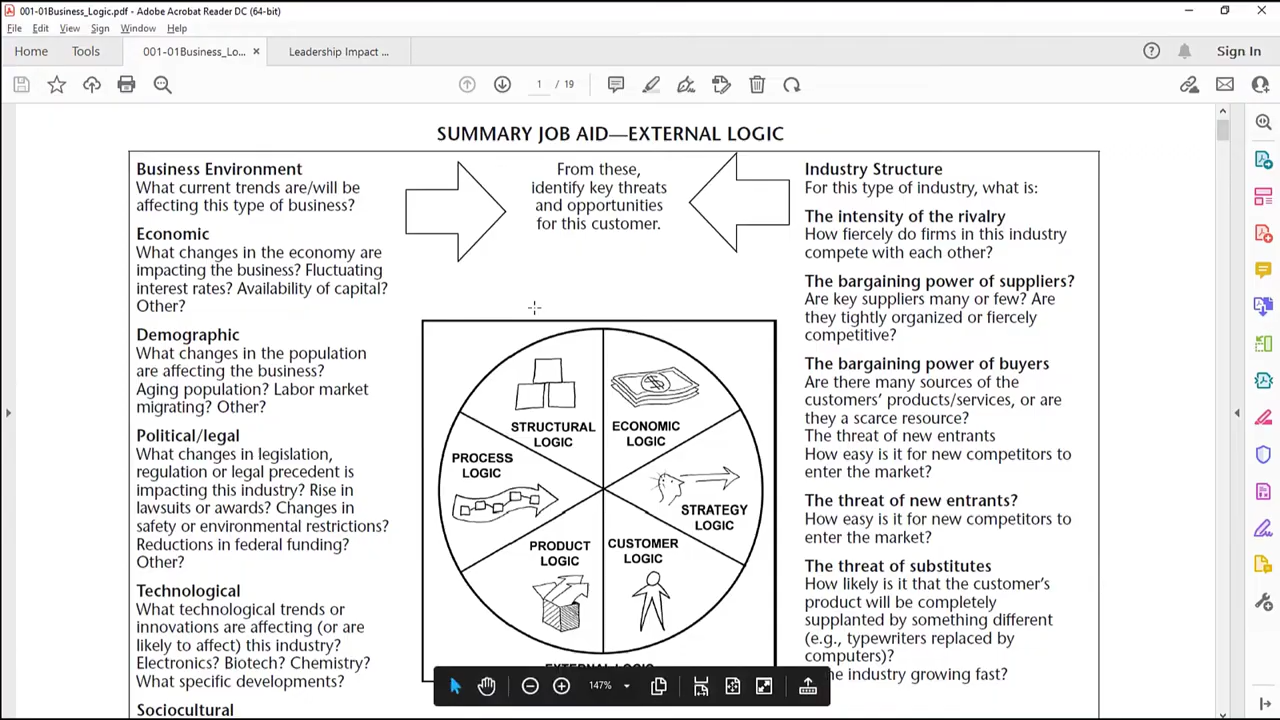 001-01Business_Logic.pdf - Adobe Acrobat Reader DC (64-bit)
File Edit View Sign Window Help
Home Tools 001-01Business_Lo... × Leadership Impact ... Sign In
1 / 19
SUMMARY JOB AID—EXTERNAL LOGIC
Business Environment
What current trends are/will be
affecting this type of business?
Economic
What changes in the economy are
impacting the business? Fluctuating
interest rates? Availability of capital?
Other?
Demographic
What changes in the population
are affecting the business?
Aging population? Labor market
migrating? Other?
Political/legal
What changes in legislation,
regulation or legal precedent is
impacting this industry? Rise in
lawsuits or awards? Changes in
safety or environmental restrictions?
Reductions in federal funding?
Other?
Technological
What technological trends or
innovations are affecting (or are
likely to affect) this industry?
Electronics? Biotech? Chemistry?
What specific developments?
Sociocultural
From these,
identify key threats
and opportunities
for this customer.
STRUCTURAL
LOGIC
ECONOMIC
LOGIC
PROCESS
LOGIC
STRATEGY
LOGIC
PRODUCT
LOGIC
CUSTOMER
LOGIC
EXTERNAL LOGIC
Industry Structure
For this type of industry, what is:
The intensity of the rivalry
How fiercely do firms in this industry
compete with each other?
The bargaining power of suppliers?
Are key suppliers many or few? Are
they tightly organized or fiercely
competitive?
The bargaining power of buyers
Are there many sources of the
customers' products/services, or are
they a scarce resource?
The threat of new entrants
How easy is it for new competitors to
enter the market?
The threat of new entrants?
How easy is it for new competitors to
enter the market?
The threat of substitutes
How likely is it that the customer's
product will be completely
supplanted by something different
(e.g., typewriters replaced by
computers)?
industry growing fast?
147%